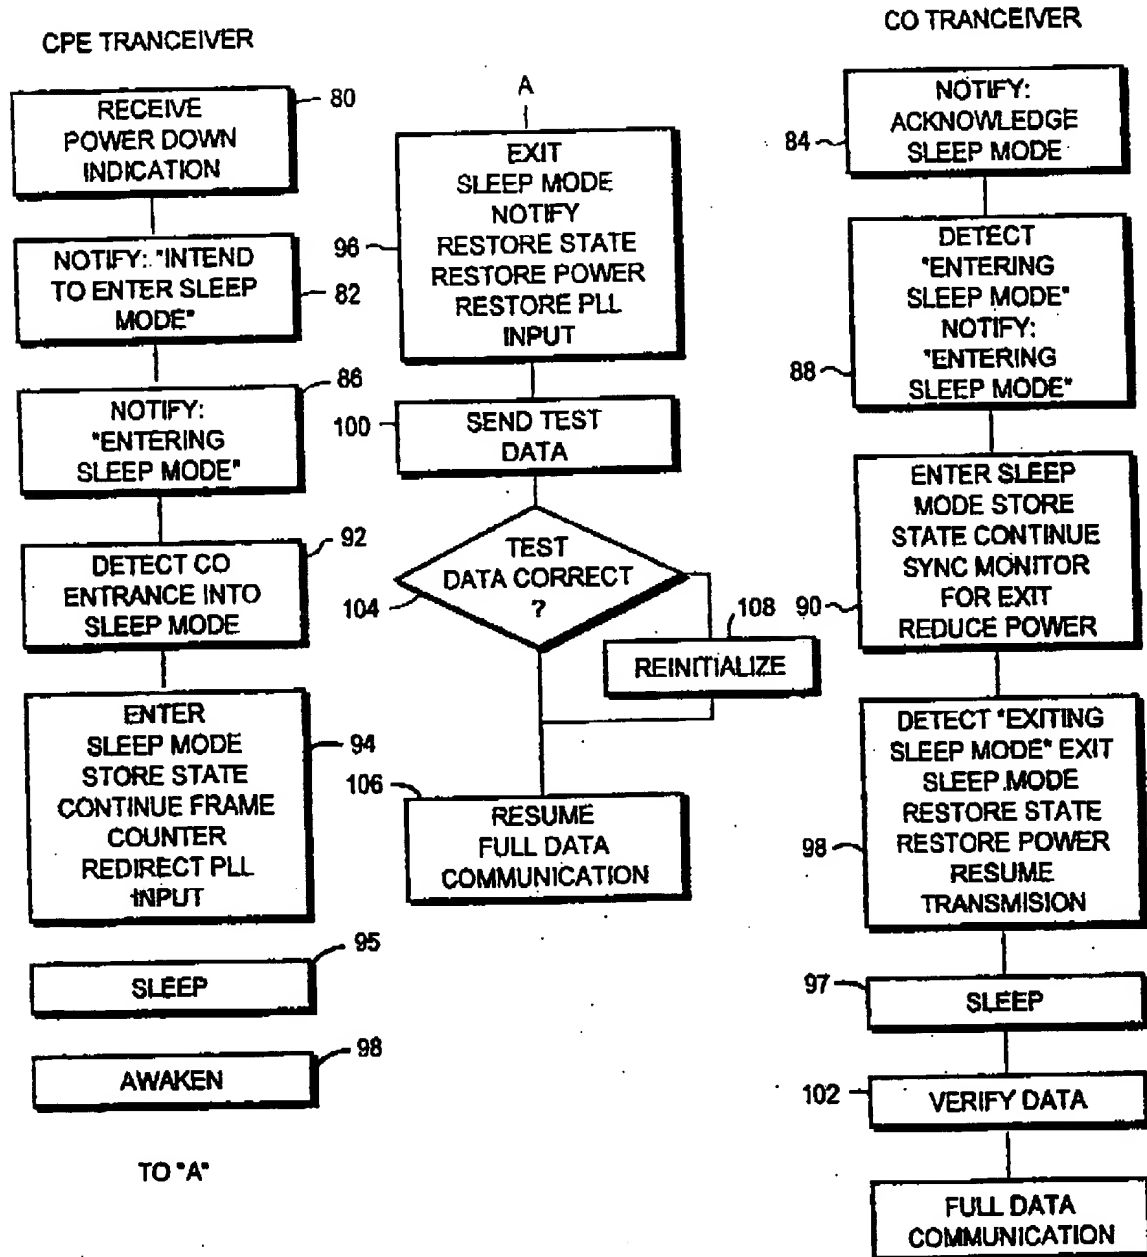 CPE TRANCEIVER
RECEIVE
POWER DOWN
INDICATION
80
NOTIFY: "INTEND
TO ENTER SLEEP
MODE"
82
86
NOTIFY:
"ENTERING
SLEEP MODE"
92
DETECT CO
ENTRANCE INTO
SLEEP MODE
ENTER
SLEEP MODE
STORE STATE
CONTINUE FRAME
COUNTER
REDIRECT PLL
INPUT
94
95
SLEEP
98
AWAKEN
TO "A"
A
EXIT
SLEEP MODE
NOTIFY
RESTORE STATE
RESTORE POWER
RESTORE PLL
INPUT
96
100
SEND TEST
DATA
TEST
DATA CORRECT
?
104
108
REINITIALIZE
106
RESUME
FULL DATA
COMMUNICATION
CO TRANCEIVER
NOTIFY:
ACKNOWLEDGE
SLEEP MODE
84
DETECT
"ENTERING
SLEEP MODE"
NOTIFY:
"ENTERING
SLEEP MODE"
88
ENTER SLEEP
MODE STORE
STATE CONTINUE
SYNC MONITOR
FOR EXIT
REDUCE POWER
90
DETECT "EXITING
SLEEP MODE" EXIT
SLEEP MODE
RESTORE STATE
RESTORE POWER
RESUME
TRANSMISION
98
97
SLEEP
102
VERIFY DATA
FULL DATA
COMMUNICATION